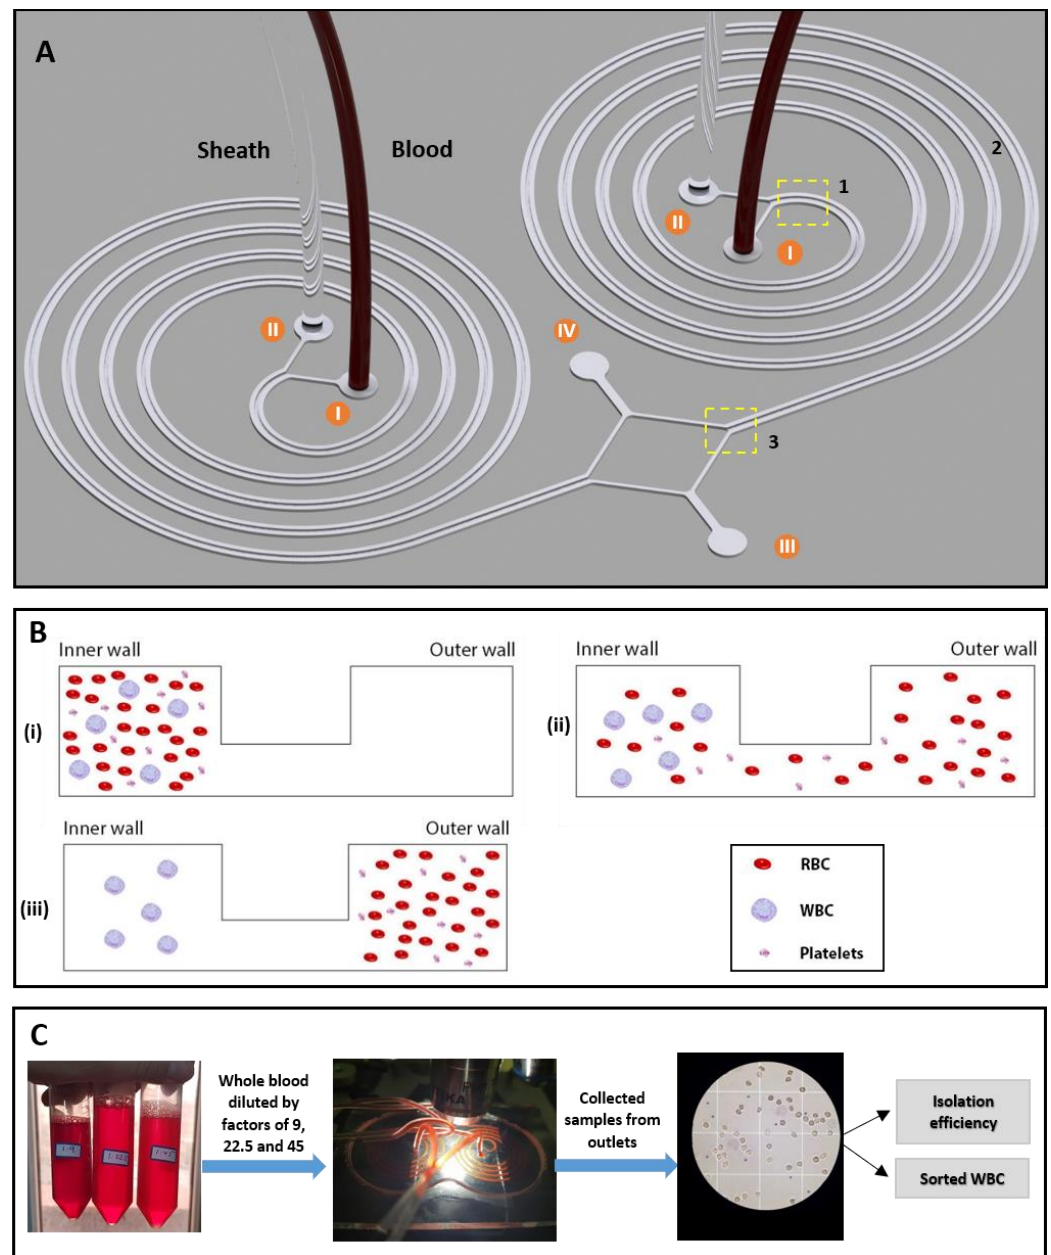 A
Sheath
Blood
2
1
II
I
IV
II
I
3
III
B
Inner wall
Outer wall
(i)
Inner wall
Outer wall
(ii)
Inner wall
Outer wall
(iii)
RBC
WBC
Platelets
C
Whole blood
diluted by
factors of 9,
22.5 and 45
Collected
samples from
outlets
Isolation
efficiency
Sorted WBC